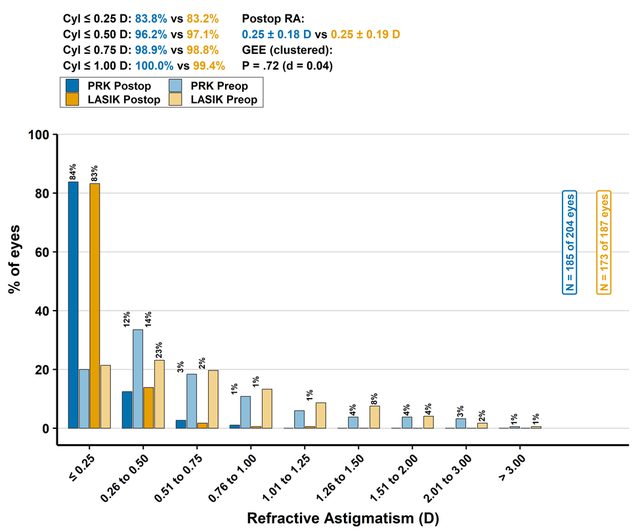 Cyl ≤ 0.25 D: 83.8% vs 83.2%
Cyl ≤ 0.50 D: 96.2% vs 97.1%
Cyl ≤ 0.75 D: 98.9% vs 98.8%
Cyl ≤ 1.00 D: 100.0% vs 99.4%
Postop RA:
0.25 ± 0.18 D vs 0.25 ± 0.19 D
GEE (clustered):
P = .72 (d = 0.04)
PRK Postop
LASIK Postop
PRK Preop
LASIK Preop
% of eyes
100
80
60
40
20
0
84%
83%
12%
14%
23%
3%
2%
1%
1%
1%
4%
8%
4%
4%
3%
2%
1%
1%
N = 185 of 204 eyes
N = 173 of 187 eyes
≤ 0.25
0.26 to 0.50
0.51 to 0.75
0.76 to 1.00
1.01 to 1.25
1.26 to 1.50
1.51 to 2.00
2.01 to 3.00
> 3.00
Refractive Astigmatism (D)